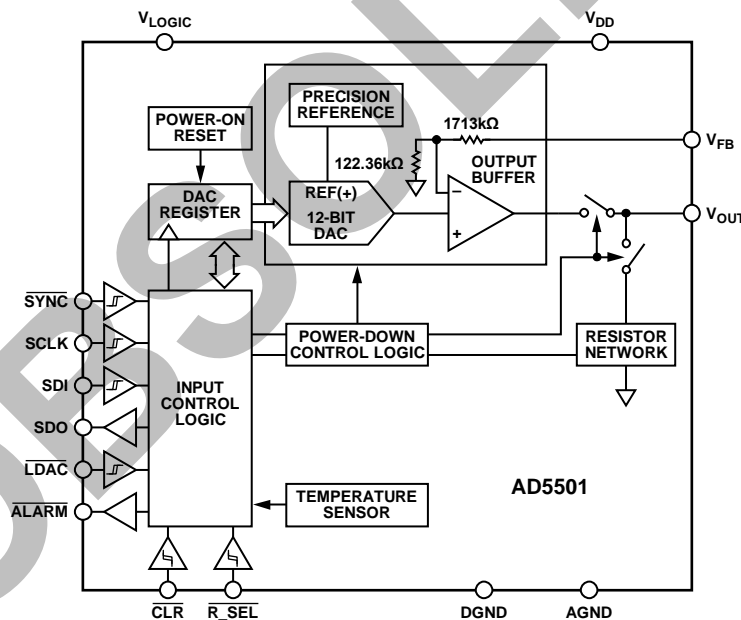 OBSOLE
VLOGIC
VDD
PRECISION
REFERENCE
POWER-ON
RESET
1713kΩ
122.36kΩ
VFB
OUTPUT
BUFFER
DAC
REGISTER
REF(+)
12-BIT
DAC
−
+
VOUT
SYNC
SCLK
SDI
SDO
LDAC
ALARM
INPUT
CONTROL
LOGIC
POWER-DOWN
CONTROL LOGIC
RESISTOR
NETWORK
TEMPERATURE
SENSOR
AD5501
CLR
R_SEL
DGND
AGND